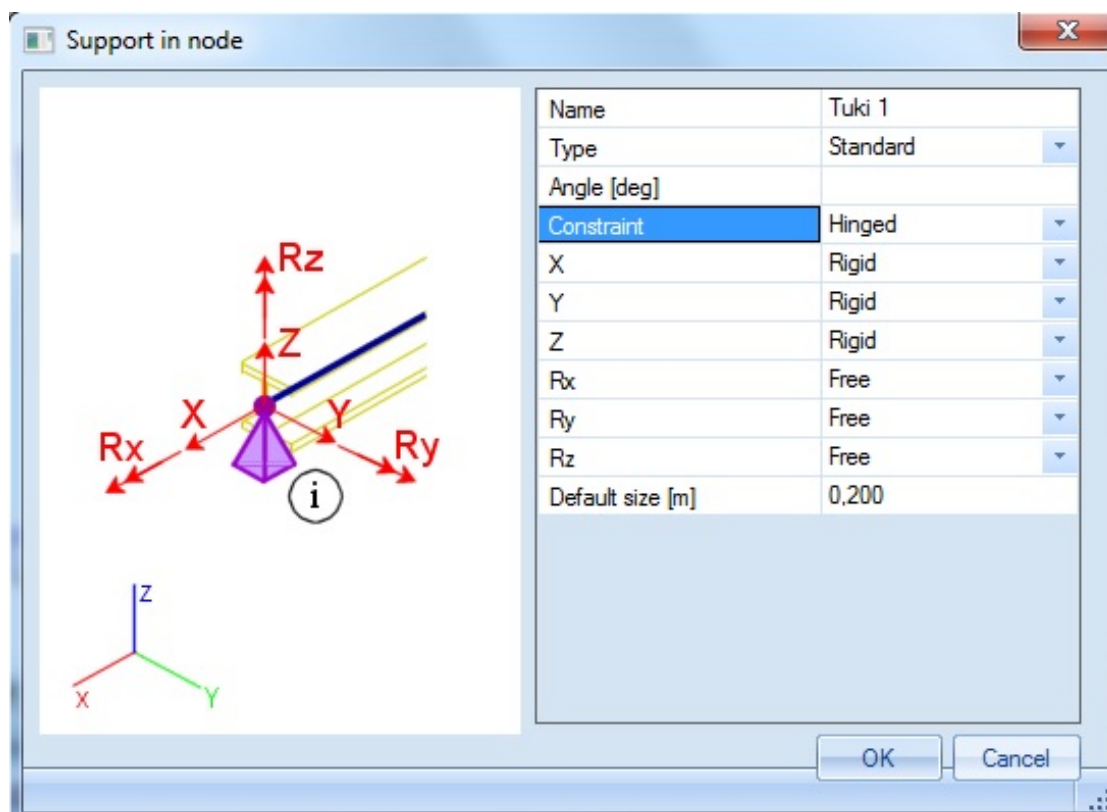 Support in node
Rz
Z
X
Y
Rx
Ry
i
Z
X
Y
Name Tuki 1
Type Standard
Angle [deg]
Constraint Hinged
X Rigid
Y Rigid
Z Rigid
Rx Free
Ry Free
Rz Free
Default size [m] 0,200
OK Cancel